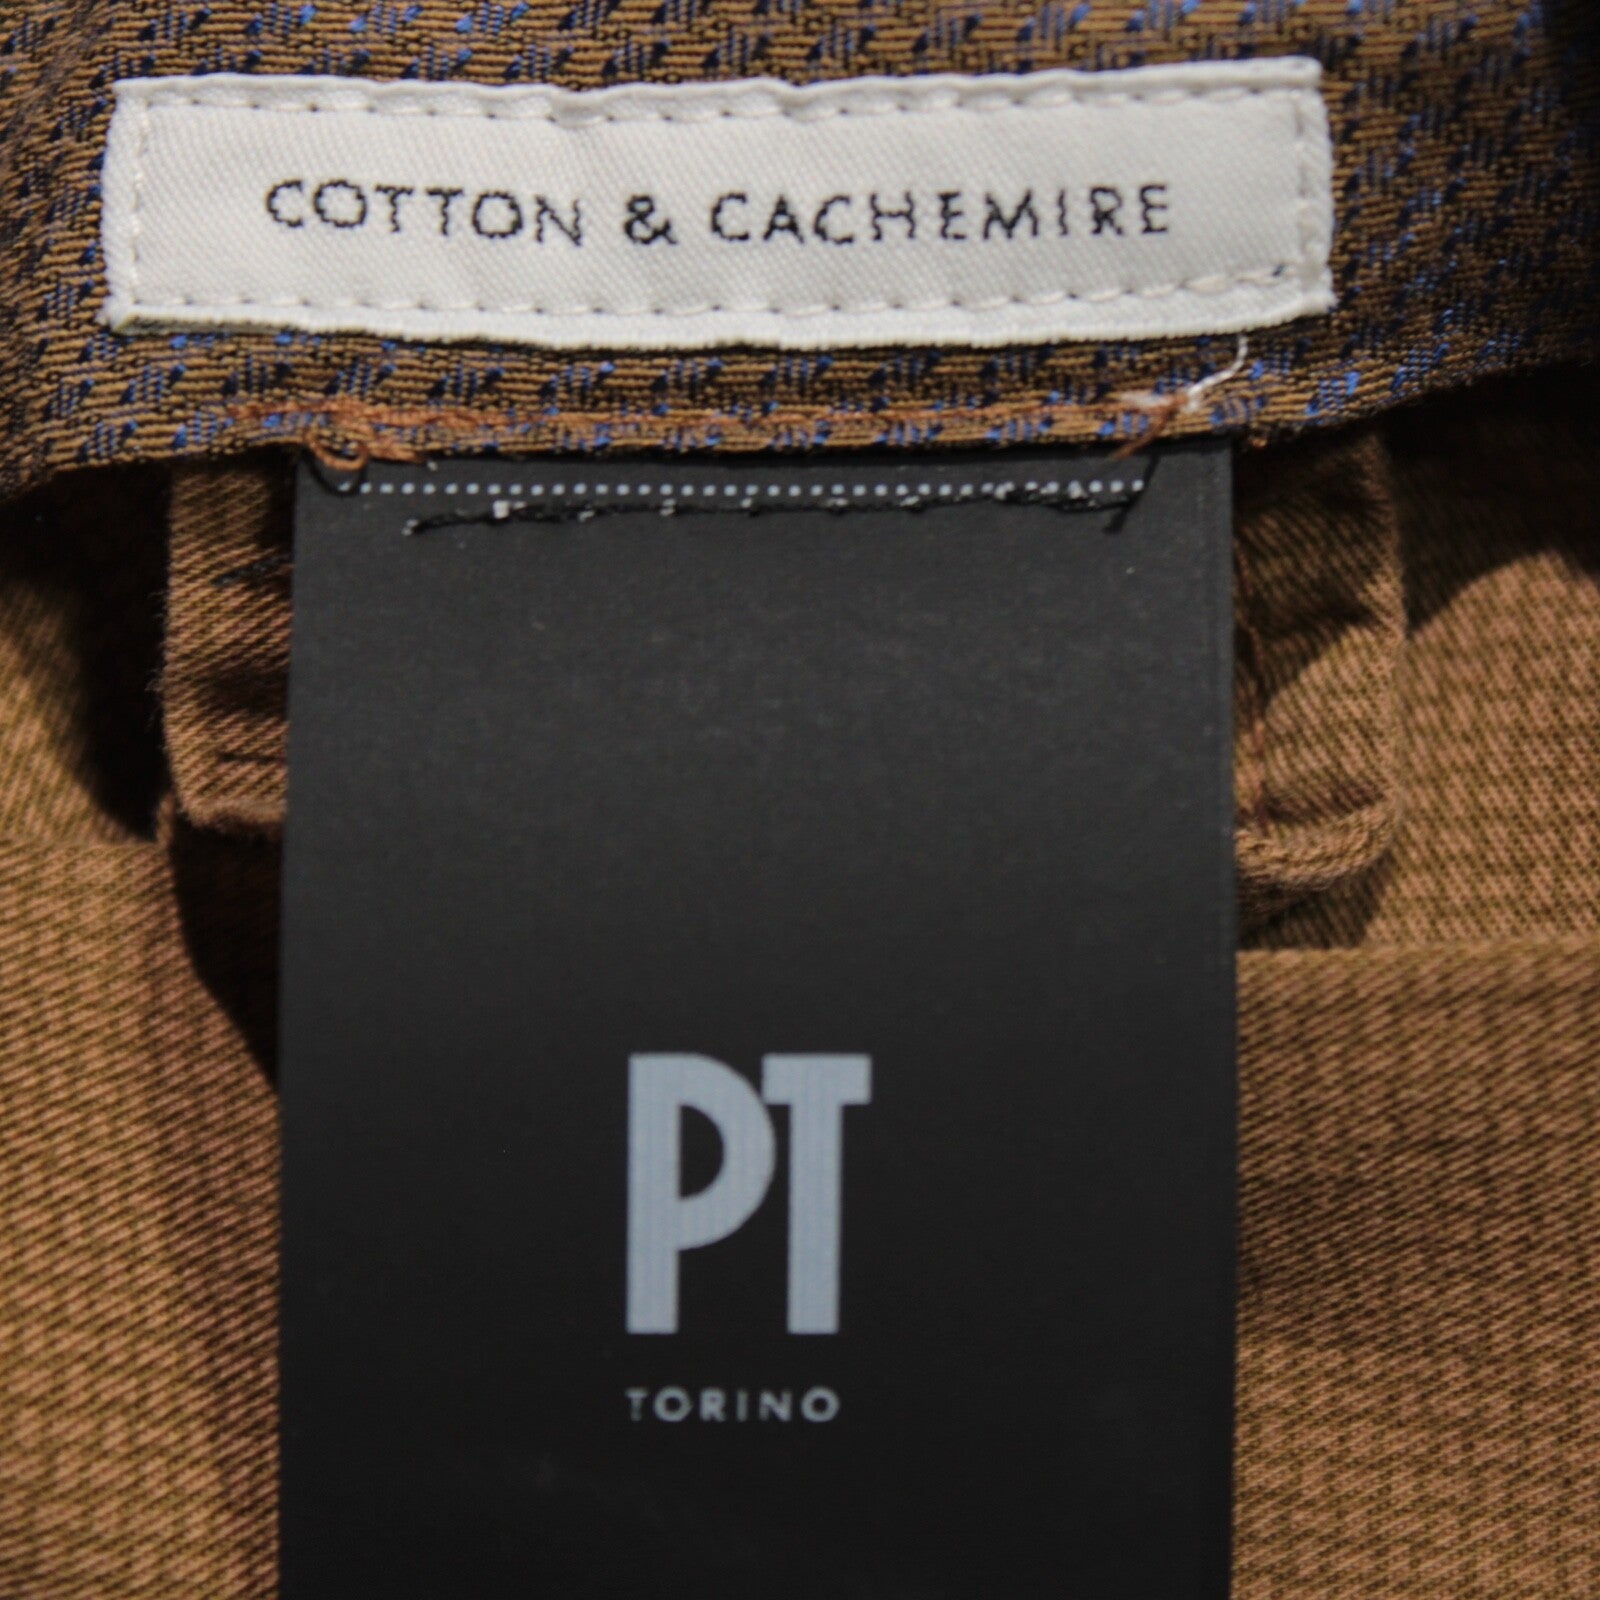 COTTON & CACHEMIRE
PT
TORINO